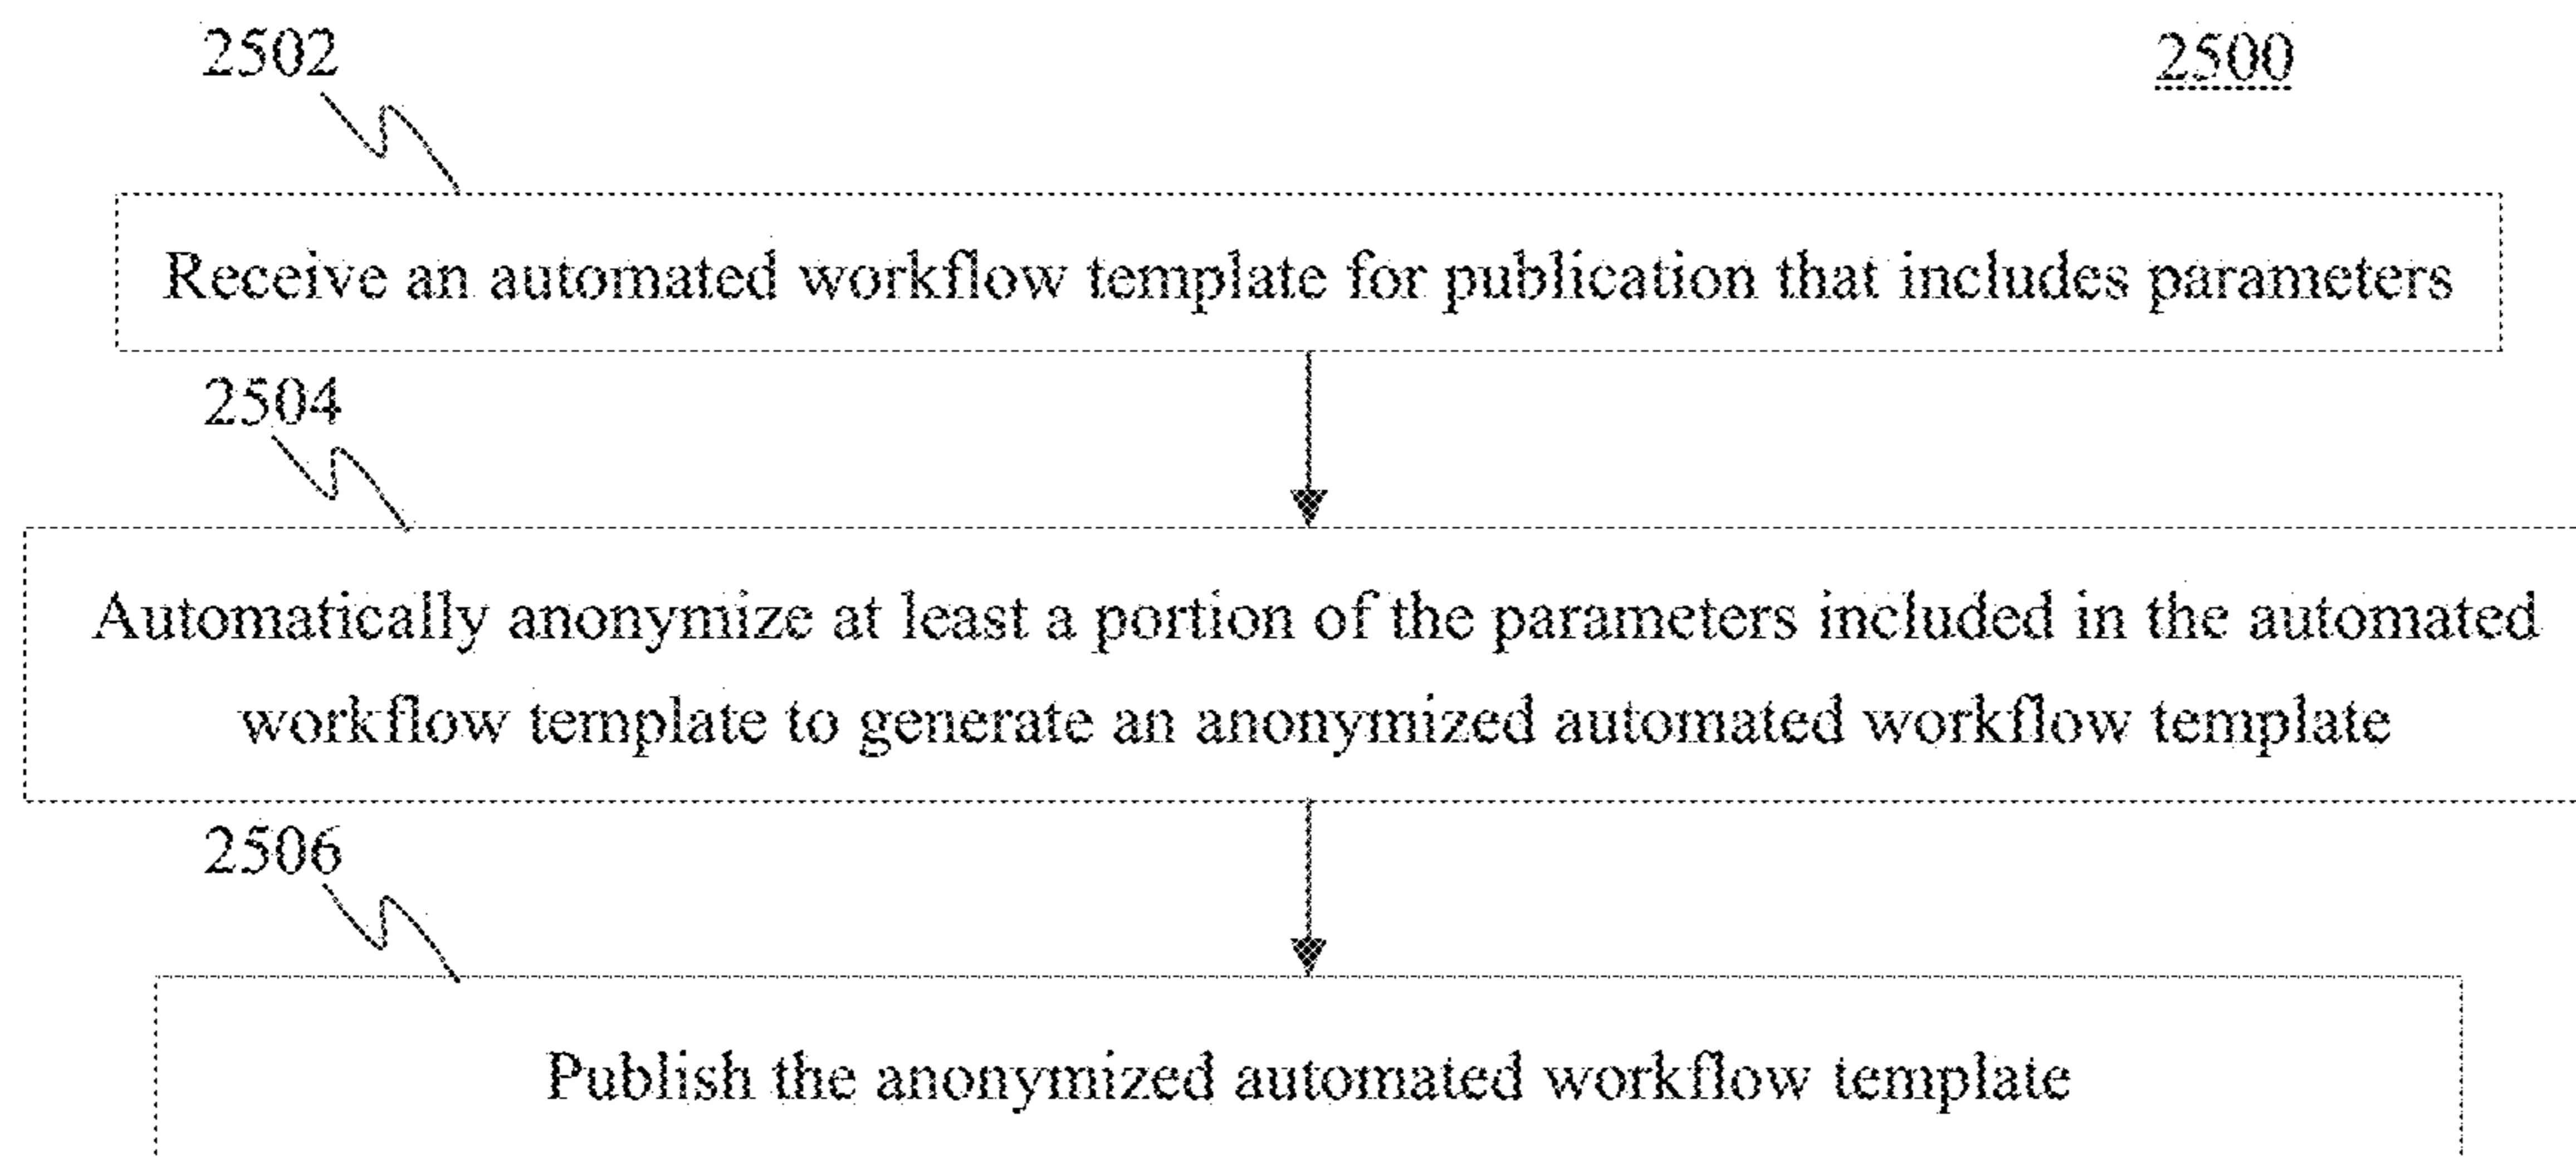 2502
2500
Receive an automated workflow template for publication that includes parameters
2504
Automatically anonymize at least a portion of the parameters included in the automated
workflow template to generate an anonymized automated workflow template
2506
Publish the anonymized automated workflow template